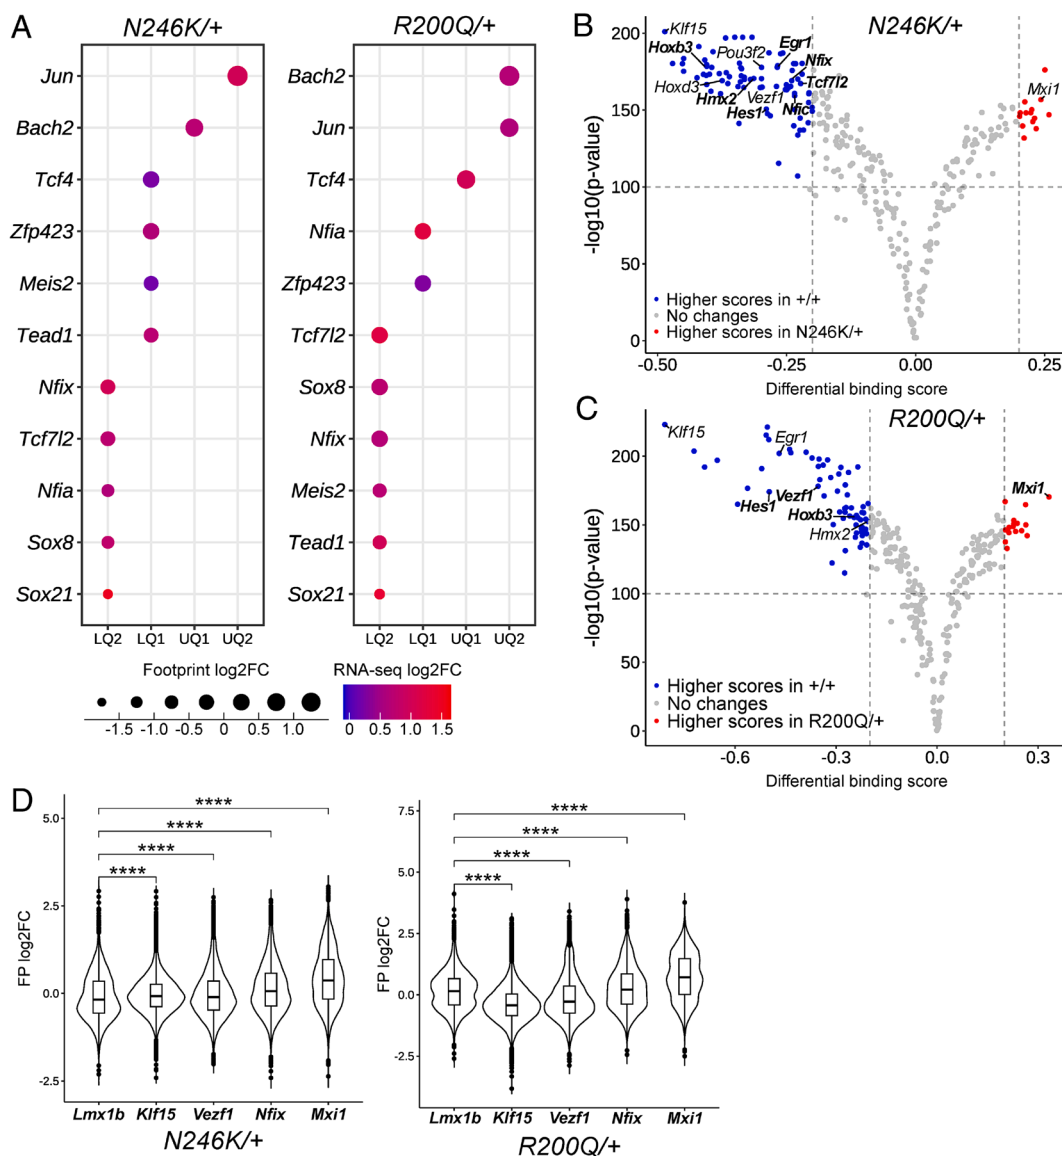 A
N246K/+
R200Q/+
Jun
Bach2
Tcf4
Zfp423
Meis2
Tead1
Nfix
Tcf7l2
Nfia
Sox8
Sox21
LQ2 LQ1 UQ1 UQ2
Bach2
Jun
Tcf4
Nfia
Zfp423
Tcf7l2
Sox8
Nfix
Meis2
Tead1
Sox21
LQ2 LQ1 UQ1 UQ2
Footprint log2FC
-1.5 -1.0 -0.5 0.0 0.5 1.0
RNA-seq log2FC
0.0 0.5 1.0 1.5
B
N246K/+
-log10(p-value)
200
150
100
50
0
Klf15
Hoxb3
Pou3f2
Egr1
Nfix
Hoxd3
Tcf7l2
Hmx2
Vezf1
Hes1
Nfic
Mxi1
Higher scores in +/+
No changes
Higher scores in N246K/+
-0.50 -0.25 0.00 0.25
Differential binding score
C
R200Q/+
-log10(p-value)
200
150
100
50
0
Klf15
Egr1
Vezf1
Hes1
Hoxb3
Hmx2
Mxi1
Higher scores in +/+
No changes
Higher scores in R200Q/+
-0.6 -0.3 0.0 0.3
Differential binding score
D
FP log2FC
5.0
2.5
0.0
-2.5
****
****
****
****
Lmx1b Klf15 Vezf1 Nfix Mxi1
N246K/+
FP log2FC
7.5
5.0
2.5
0.0
-2.5
****
****
****
****
Lmx1b Klf15 Vezf1 Nfix Mxi1
R200Q/+